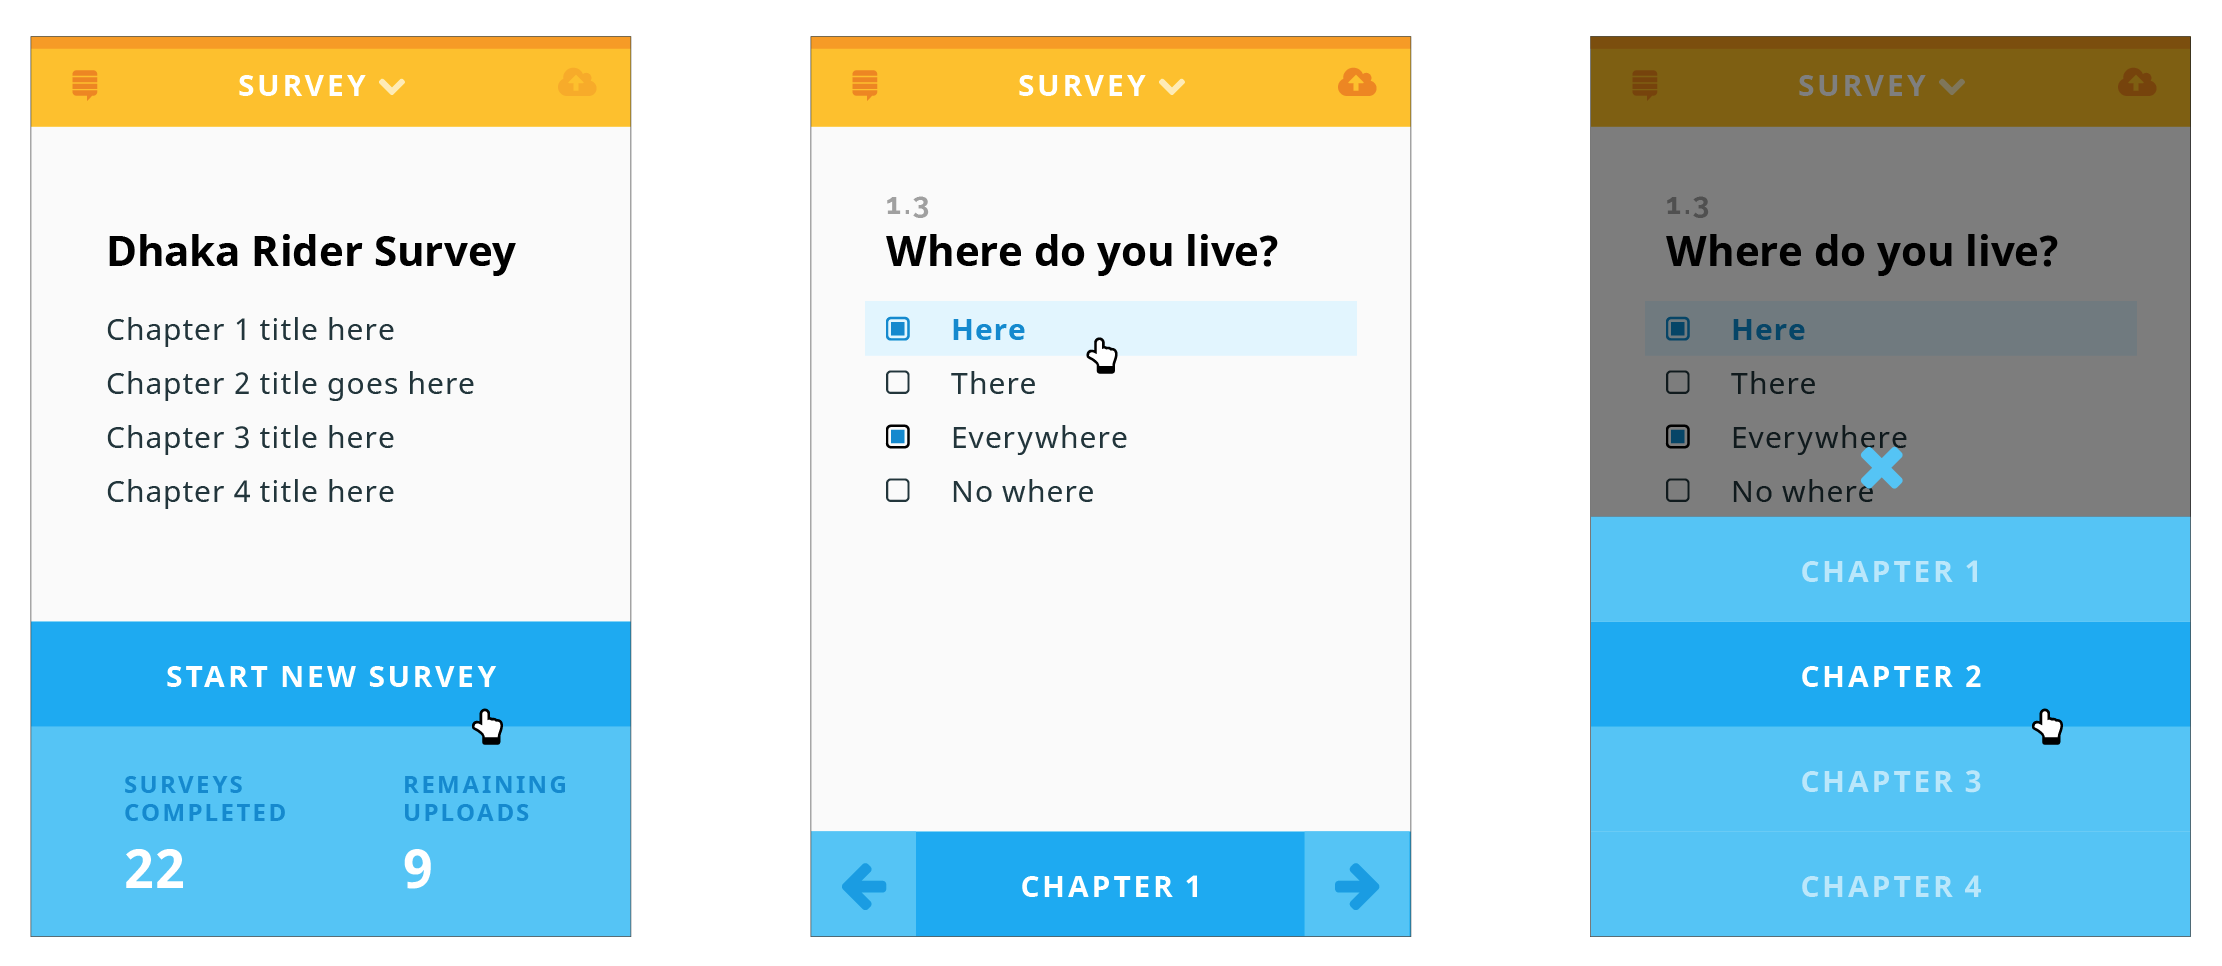 SURVEY
Dhaka Rider Survey
Chapter 1 title here
Chapter 2 title goes here
Chapter 3 title here
Chapter 4 title here
START NEW SURVEY
SURVEYS
COMPLETED
22
REMAINING
UPLOADS
9
SURVEY
1.3
Where do you live?
Here
There
Everywhere
No where
CHAPTER 1
SURVEY
1.3
Where do you live?
Here
There
Everywhere
No where
CHAPTER 1
CHAPTER 2
CHAPTER 3
CHAPTER 4